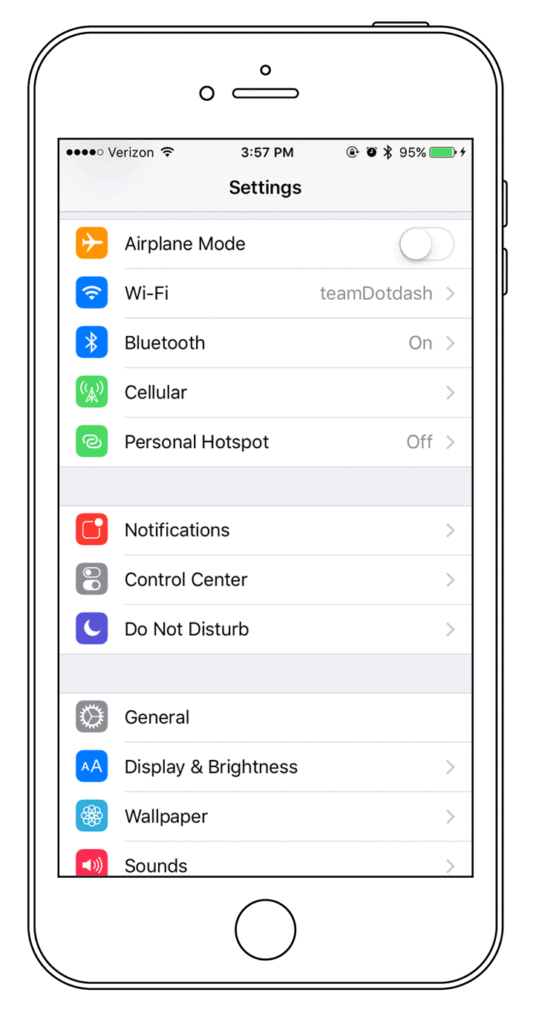 Verizon 3:57 PM 95%
Settings
Airplane Mode
Wi-Fi teamDotdash
Bluetooth On
Cellular
Personal Hotspot Off
Notifications
Control Center
Do Not Disturb
General
AA Display & Brightness
Wallpaper
Sounds